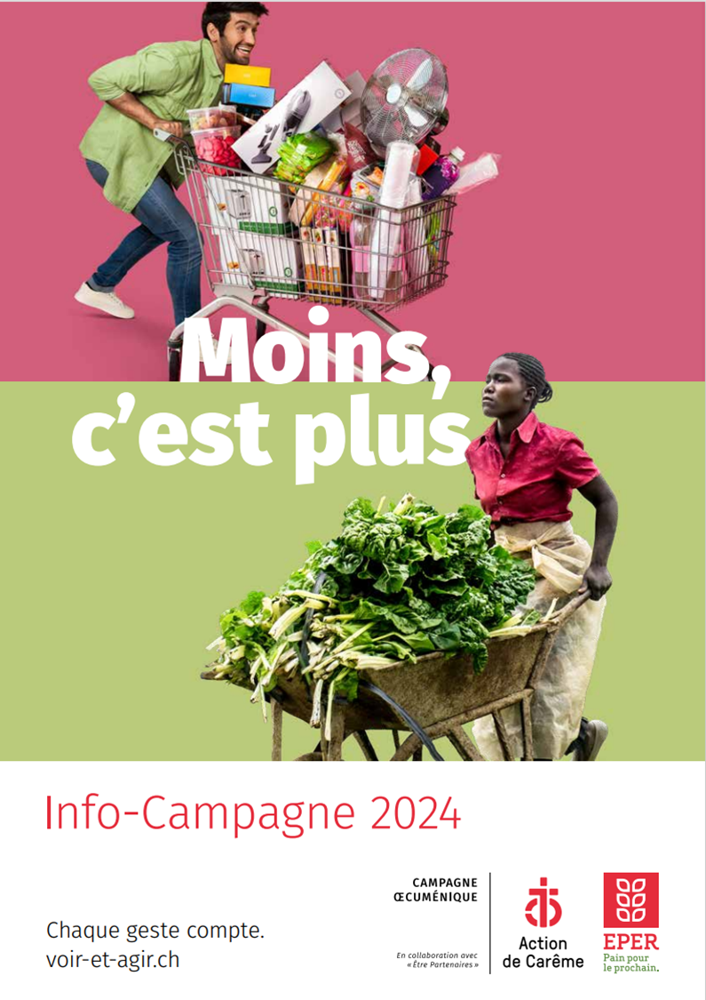 Moins,
c'est plus
Info-Campagne 2024
CAMPAGNE
ŒCUMÉNIQUE
Chaque geste compte.
voir-et-agir.ch
En collaboration avec
«Être Partenaires»
Action
de Carême
EPER
Pain pour
le prochain.